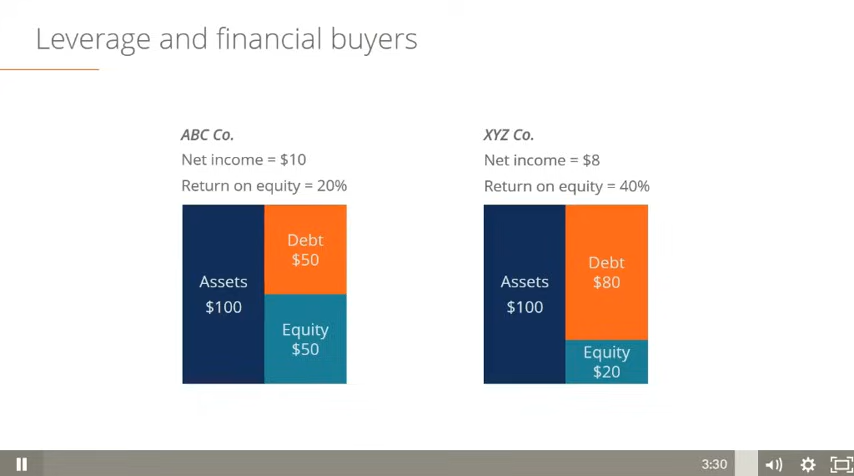 Leverage and financial buyers
ABC Co.
Net income = $10
Return on equity = 20%
Assets
$100
Debt
$50
Equity
$50
XYZ Co.
Net income = $8
Return on equity = 40%
Assets
$100
Debt
$80
Equity
$20
3:30